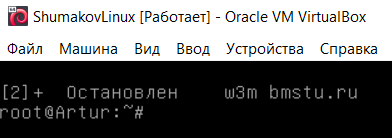 ShumakovLinux [Работает] - Oracle VM VirtualBox
Файл Машина Вид Ввод Устройства Справка
[2]+ Остановлен w3m bmstu.ru
root@Artur:~#